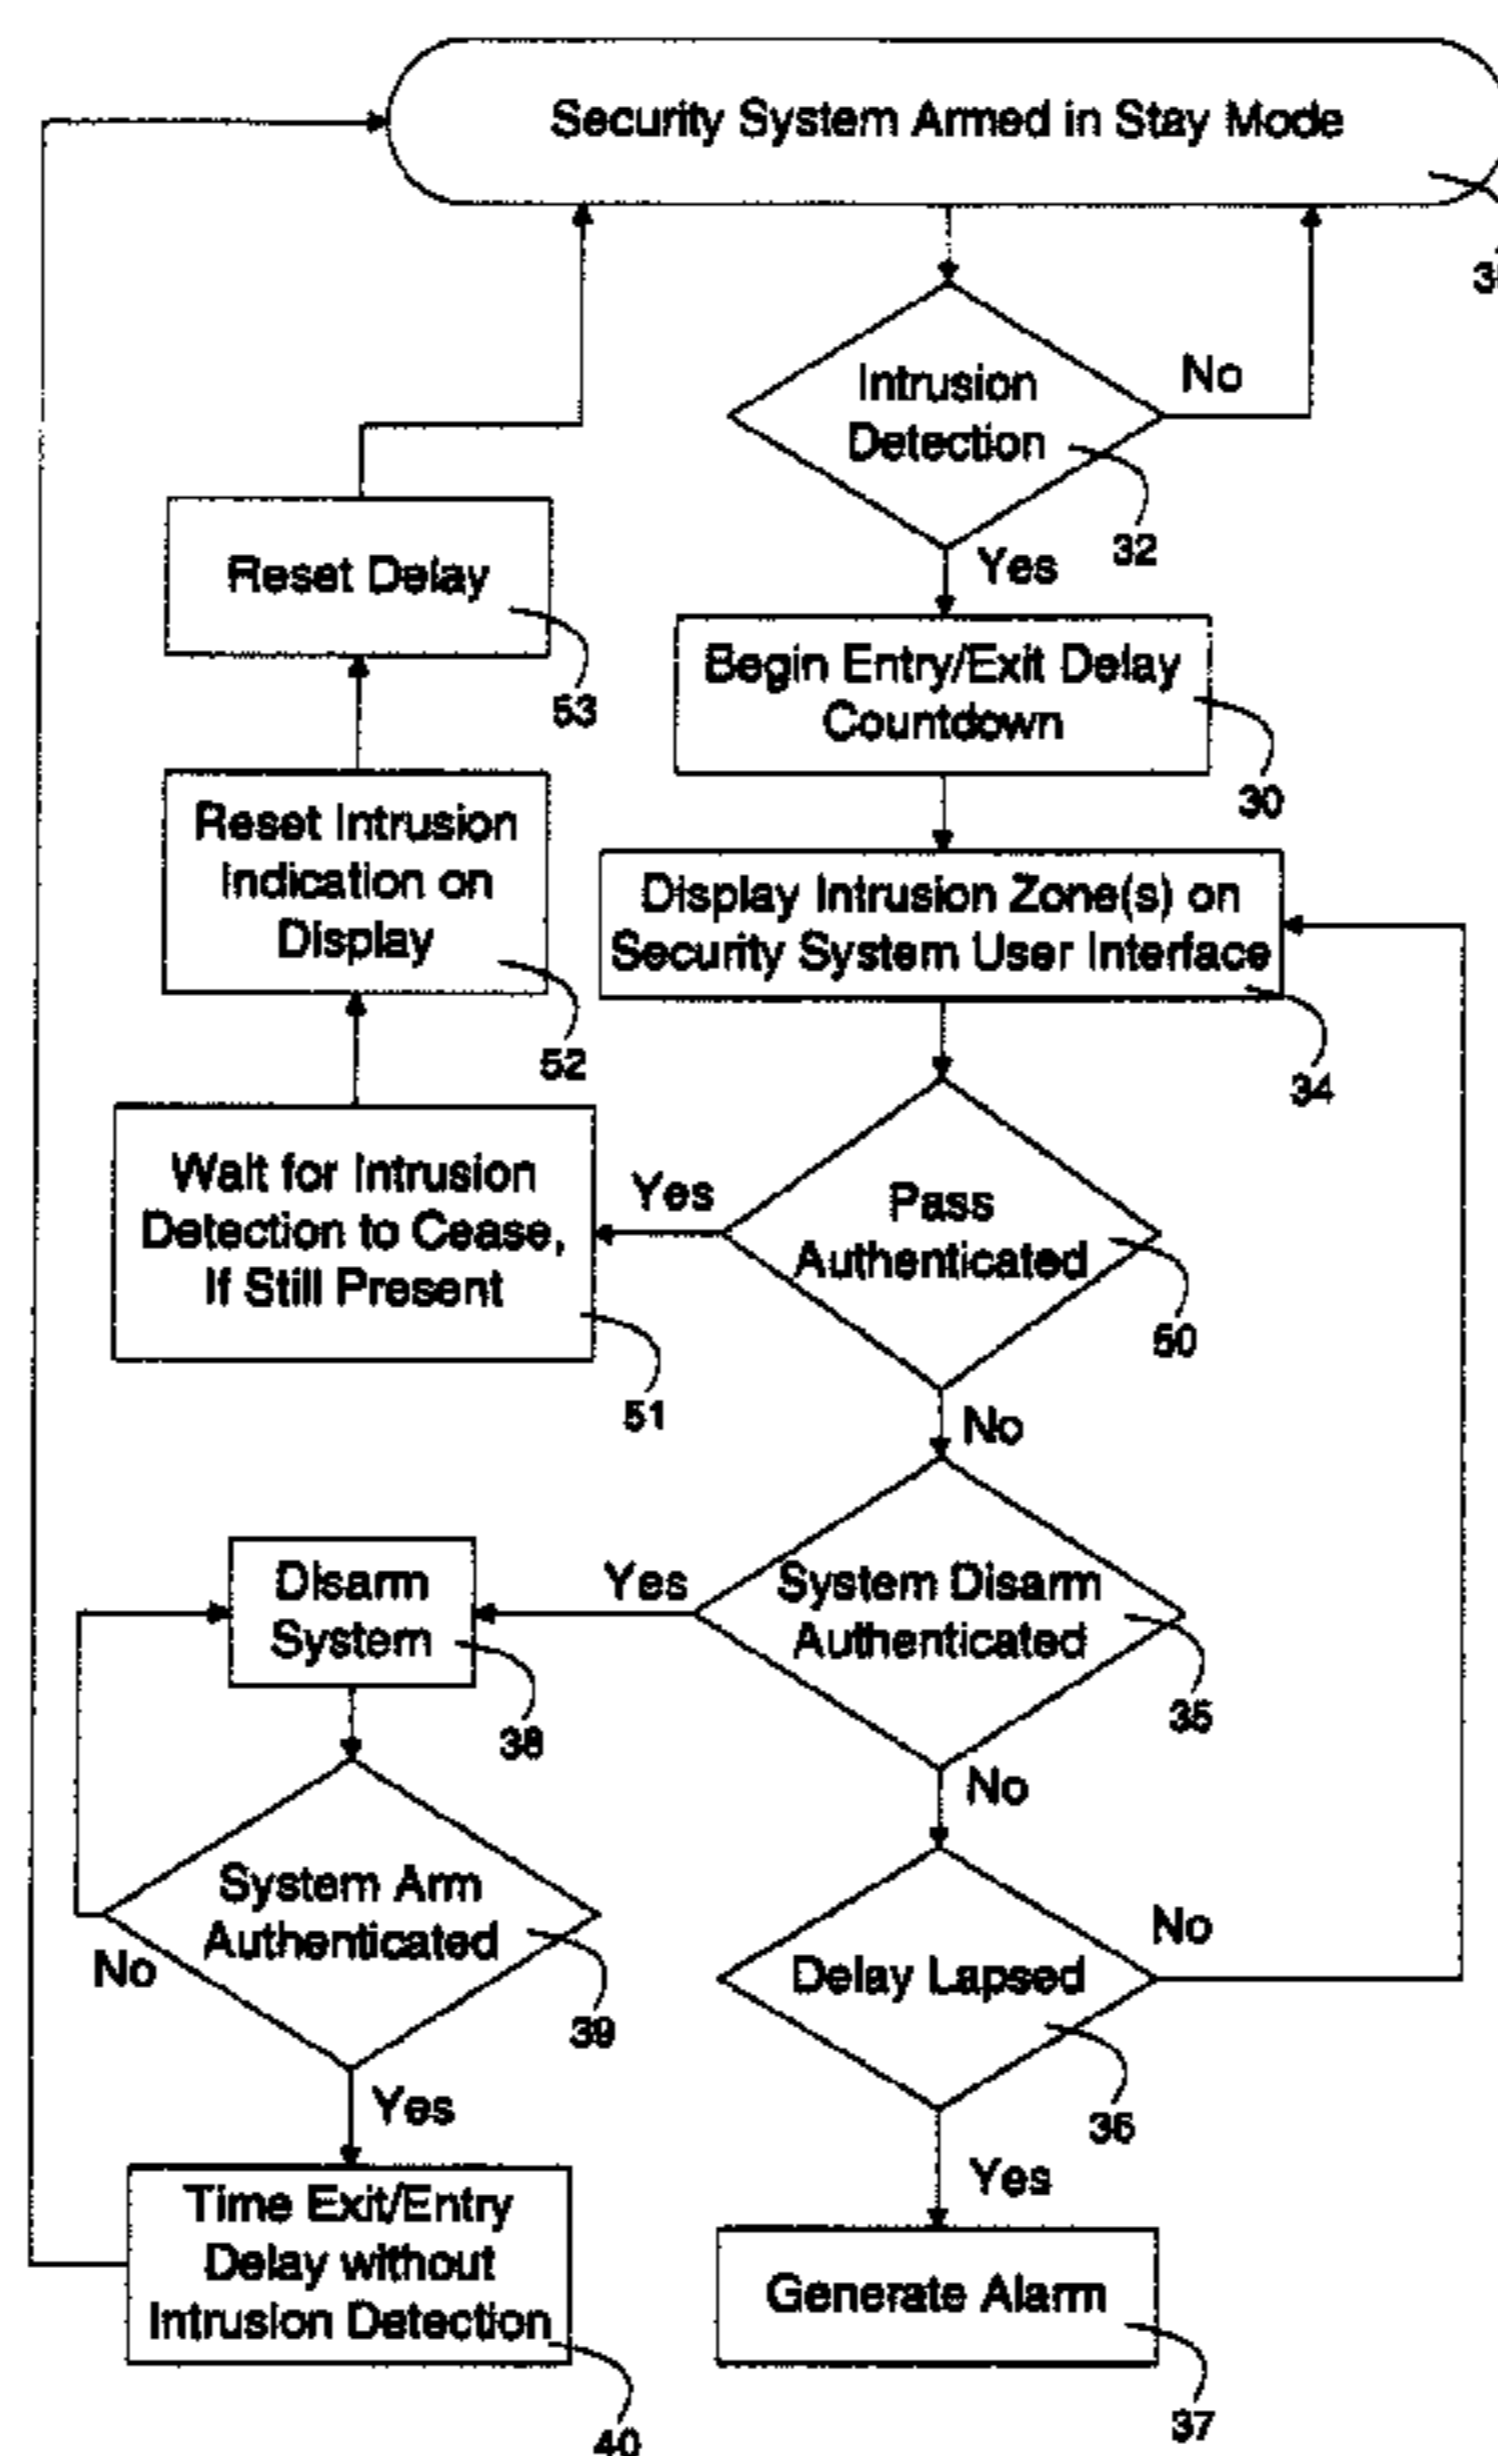 Security System Armed in Stay Mode
Intrusion
Detection
No
32
Yes
Reset Delay
53
Begin Entry/Exit Delay
Countdown
30
Reset Intrusion
Indication on
Display
52
Display Intrusion Zone(s) on
Security System User Interface
34
Wait for Intrusion
Detection to Cease,
If Still Present
51
Yes
Pass
Authenticated
50
No
Disarm
System
38
Yes
System Disarm
Authenticated
35
No
System Arm
Authenticated
No
39
Yes
Delay Lapsed
No
36
Yes
Time Exit/Entry
Delay without
Intrusion Detection
40
Generate Alarm
37